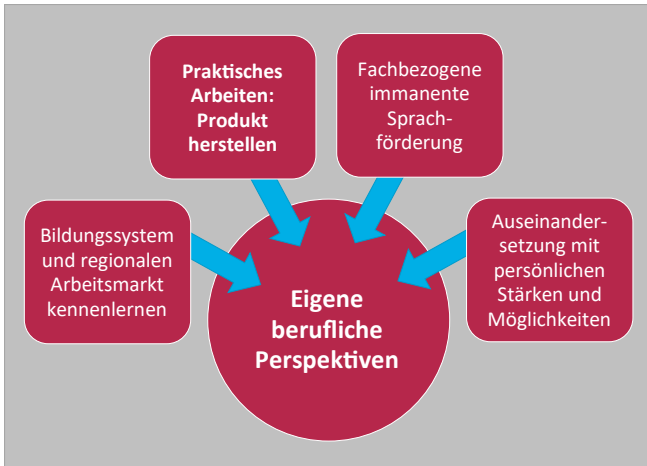 Praktisches
Arbeiten:
Produkt
herstellen
Fachbezogene
immanente
Sprach-
förderung
Bildungssystem
und regionalen
Arbeitsmarkt
kennenlernen
Auseinander-
setzung mit
persönlichen
Stärken und
Möglichkeiten
Eigene
berufliche
Perspektiven